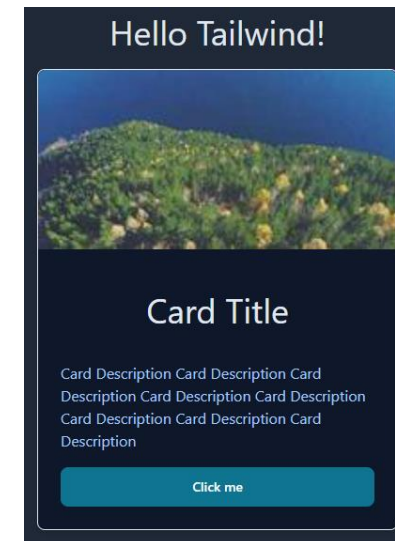 Hello Tailwind!
Card Title
Card Description Card Description Card
Description Card Description Card Description
Card Description Card Description Card
Description
Click me